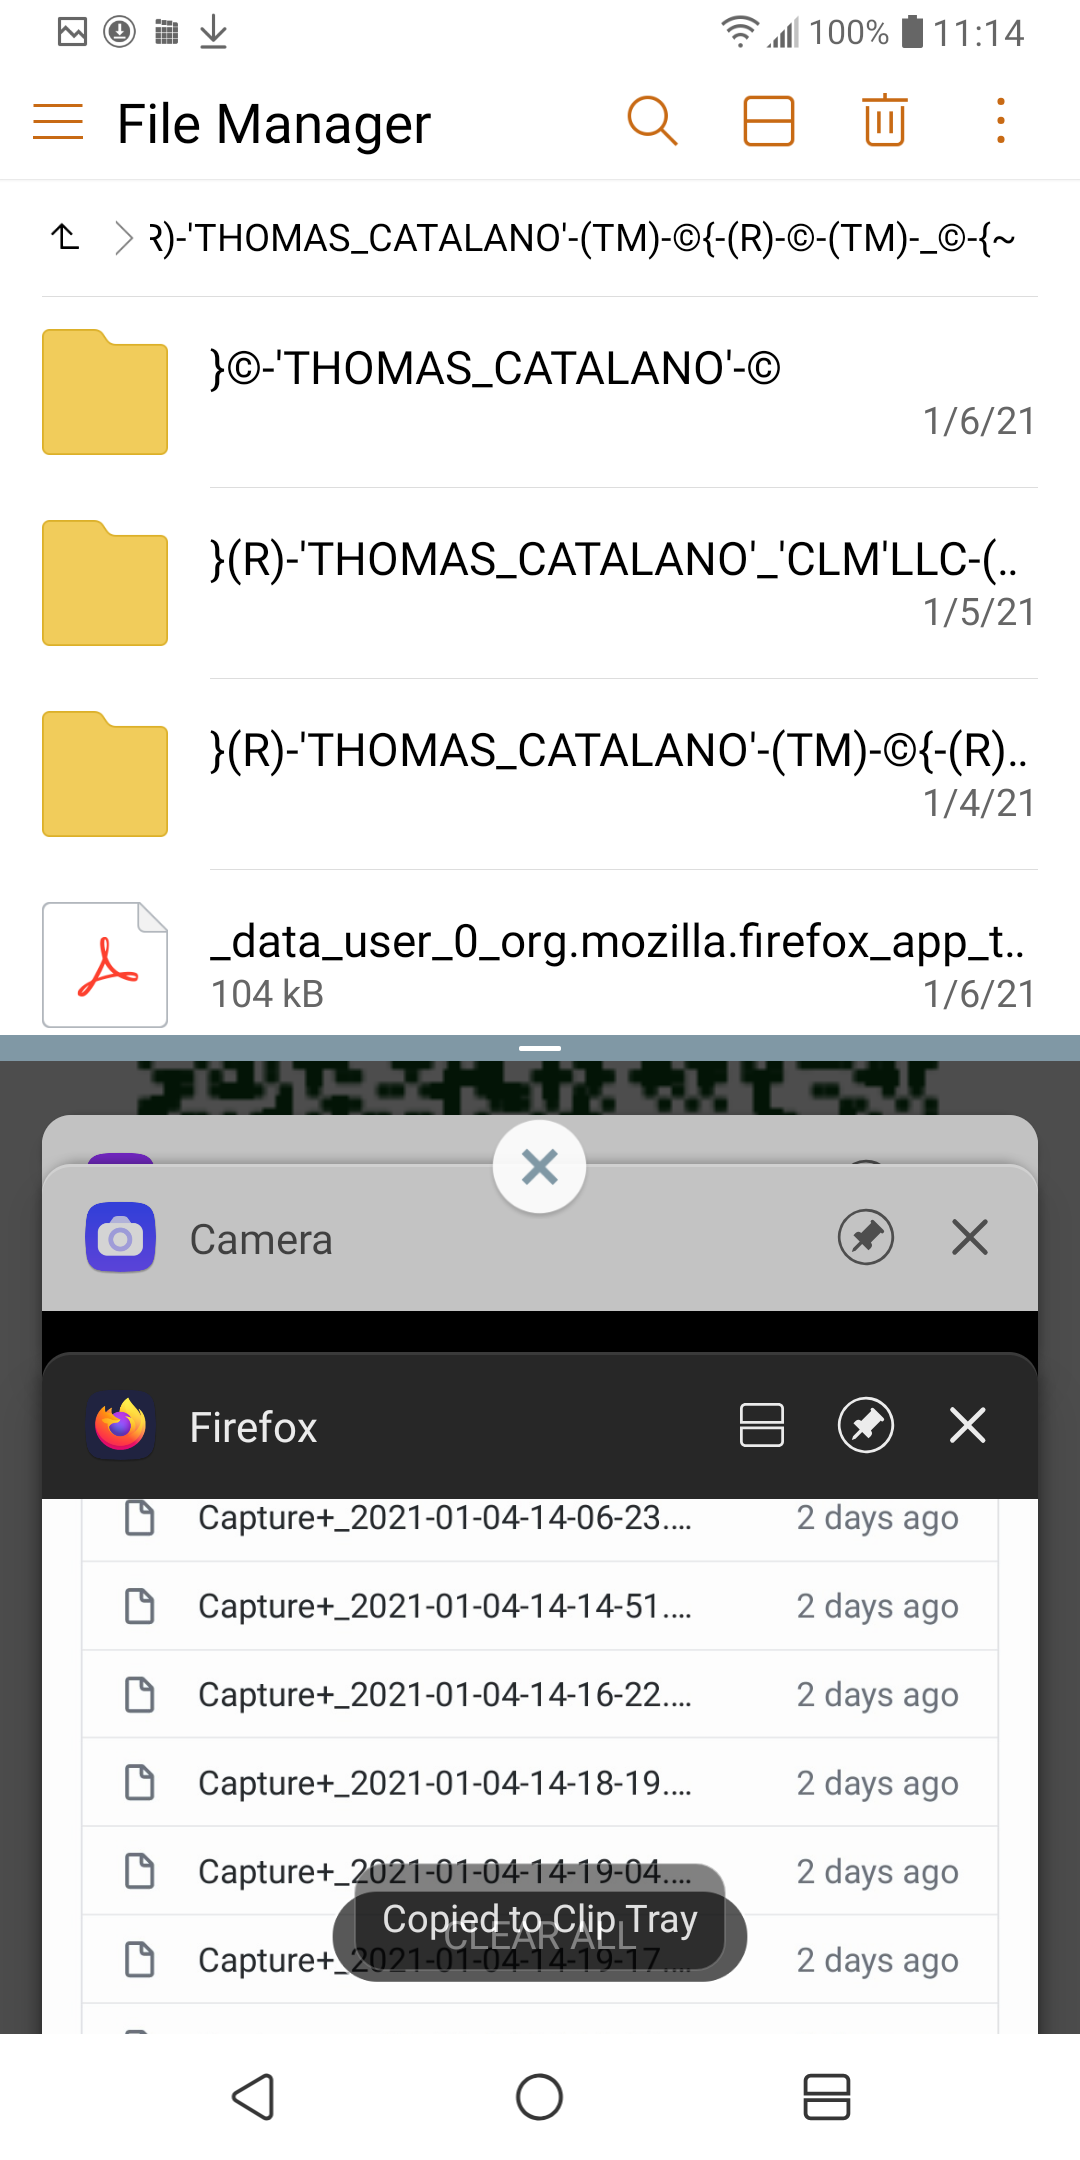 100% 11:14
File Manager
R)-'THOMAS_CATALANO'-(TM)-©{-(R)-©-(TM)-_©-{~
}©-'THOMAS_CATALANO'-©
1/6/21
}(R)-'THOMAS_CATALANO'_'CLM'LLC-(..
1/5/21
}(R)-'THOMAS_CATALANO'-(TM)-©{-(R)..
1/4/21
_data_user_0_org.mozilla.firefox_app_t..
104 kB 1/6/21
Camera
Firefox
Capture+_2021-01-04-14-06-23.... 2 days ago
Capture+_2021-01-04-14-14-51.... 2 days ago
Capture+_2021-01-04-14-16-22.... 2 days ago
Capture+_2021-01-04-14-18-19.... 2 days ago
Capture+_2021-01-04-14-19-04.... 2 days ago
Copied to Clip Tray
CLEAR ALL
Capture+_2021-01-04-14-19-17.... 2 days ago